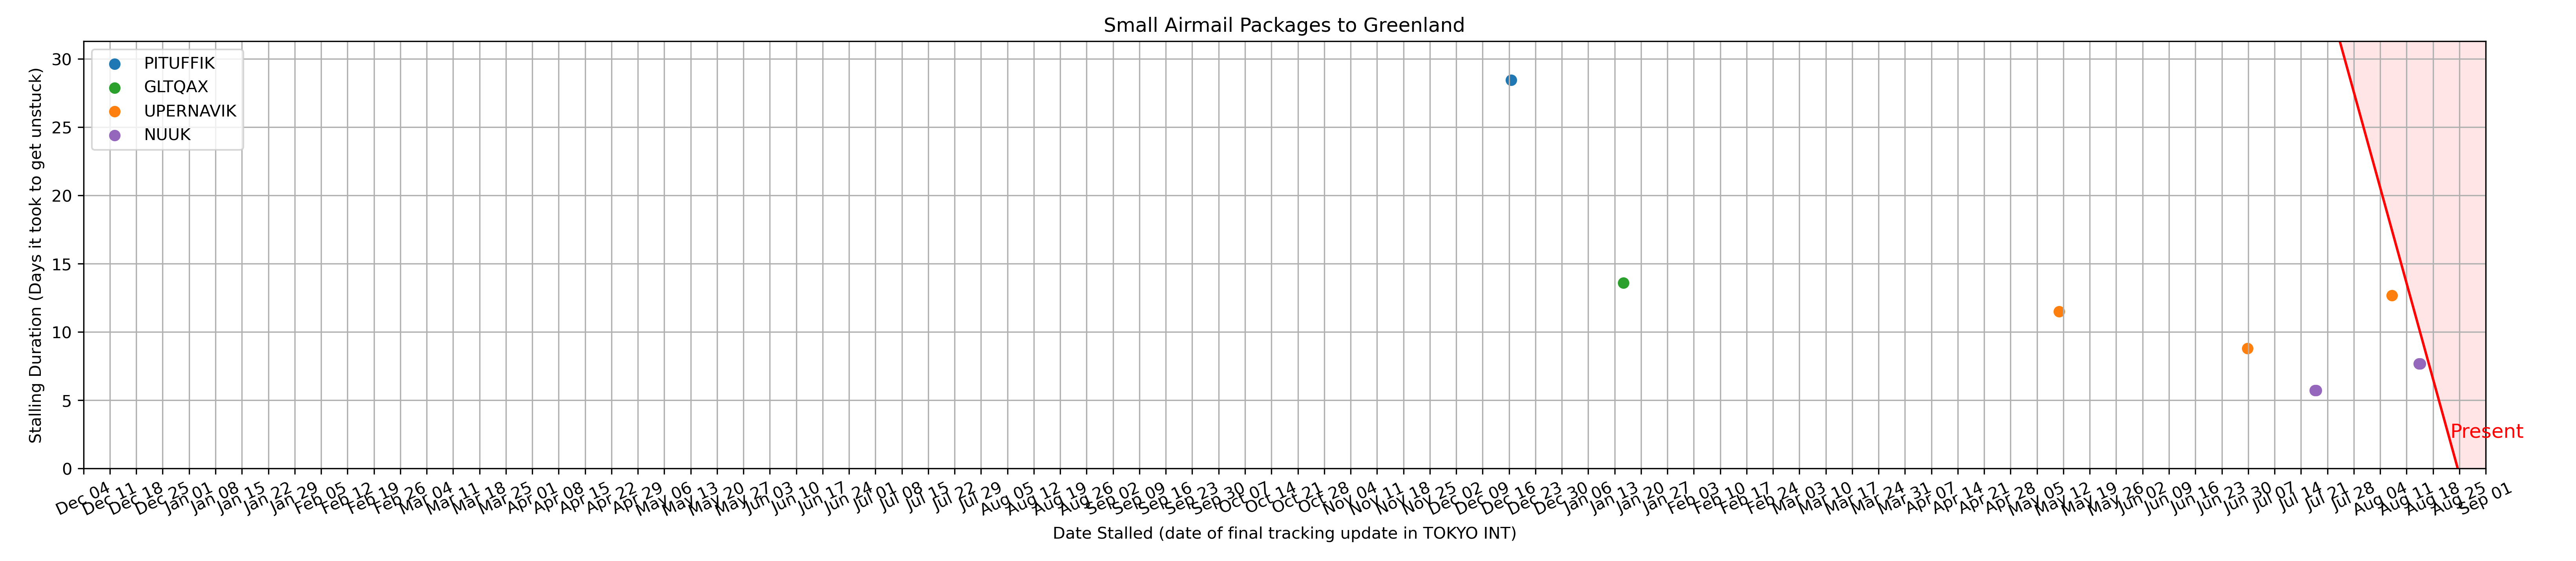 Small Airmail Packages to Greenland
Stalling Duration (Days it took to get unstuck)
30
25
20
15
10
5
0
PITUFFIK
GLTQAX
UPERNAVIK
NUUK
Present
Dec 04
Dec 11
Dec 18
Dec 25
Jan 01
Jan 08
Jan 15
Jan 22
Jan 29
Feb 05
Feb 12
Feb 19
Feb 26
Mar 04
Mar 11
Mar 18
Mar 25
Apr 01
Apr 08
Apr 15
Apr 22
Apr 29
May 06
May 13
May 20
May 27
Jun 03
Jun 10
Jun 17
Jun 24
Jul 01
Jul 08
Jul 15
Jul 22
Jul 29
Aug 05
Aug 12
Aug 19
Aug 26
Sep 02
Sep 09
Sep 16
Sep 23
Sep 30
Oct 07
Oct 14
Oct 21
Oct 28
Nov 04
Nov 11
Nov 18
Nov 25
Dec 02
Dec 09
Dec 16
Dec 23
Dec 30
Jan 06
Jan 13
Jan 20
Jan 27
Feb 03
Feb 10
Feb 17
Feb 24
Mar 03
Mar 10
Mar 17
Mar 24
Mar 31
Apr 07
Apr 14
Apr 21
Apr 28
May 05
May 12
May 19
May 26
Jun 02
Jun 09
Jun 16
Jun 23
Jun 30
Jul 07
Jul 14
Jul 21
Jul 28
Aug 04
Aug 11
Aug 18
Aug 25
Sep 01
Date Stalled (date of final tracking update in TOKYO INT)